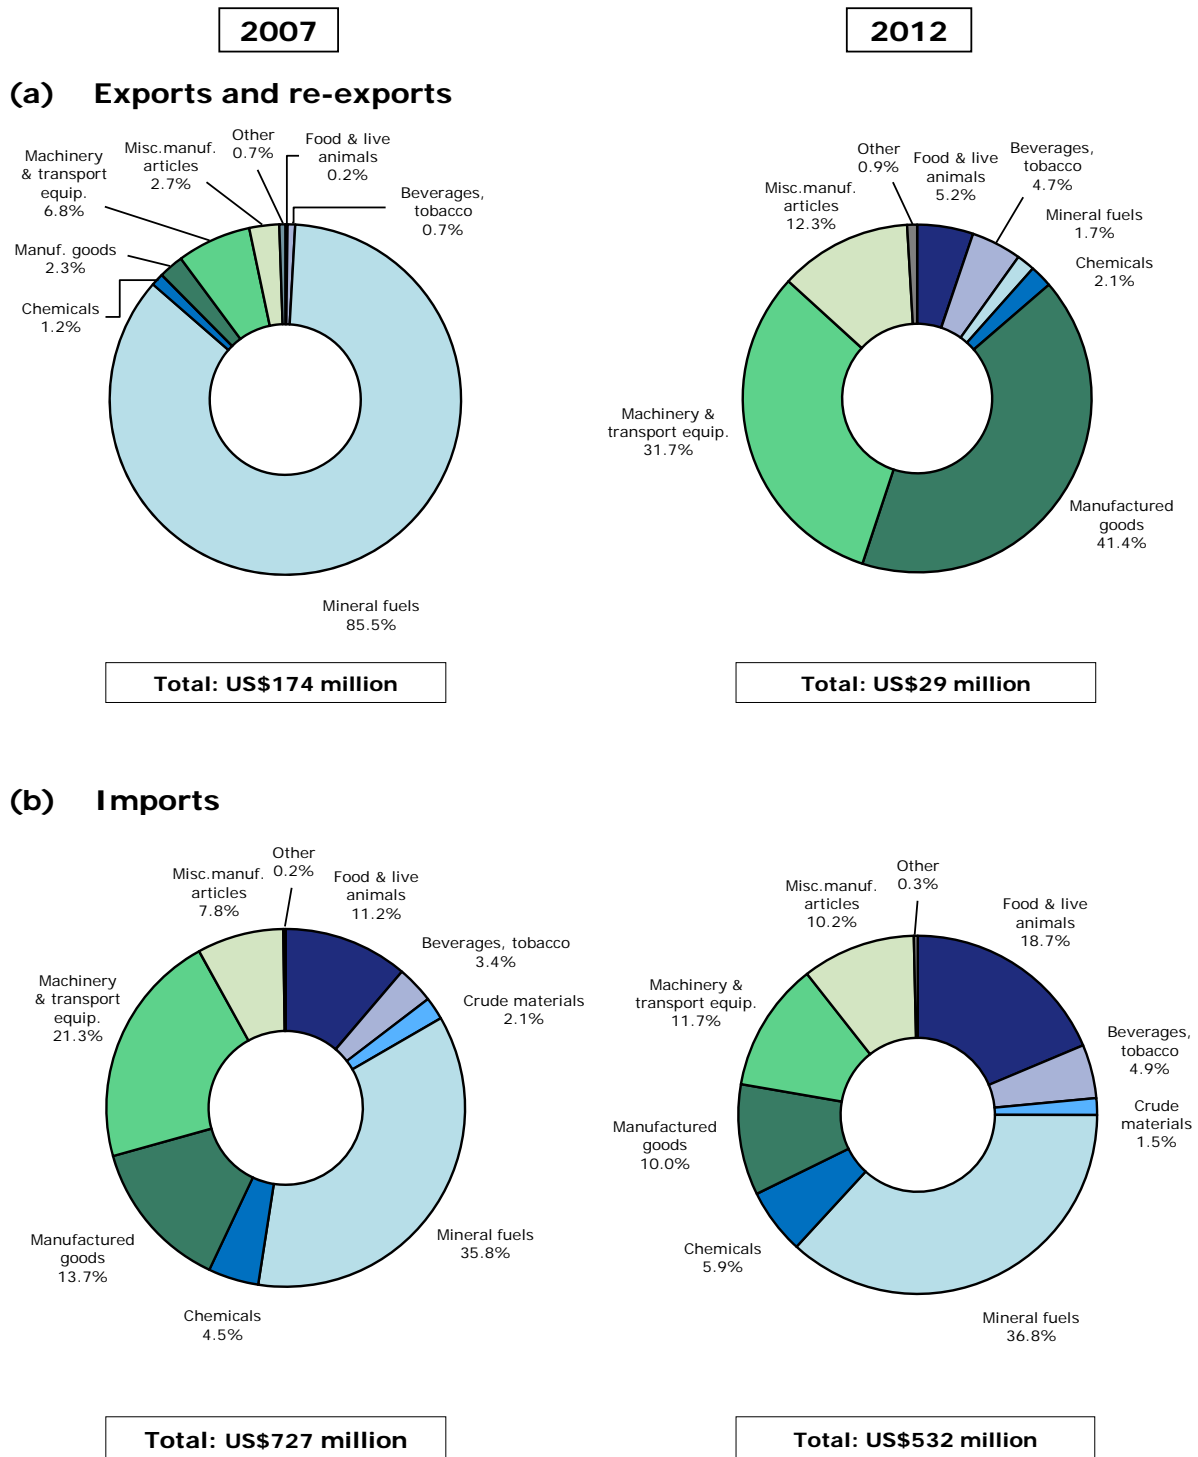 2007
2012
(a) Exports and re-exports
Machinery
& transport
equip.
6.8%
Misc.manuf.
articles
2.7%
Other
0.7%
Food & live
animals
0.2%
Beverages,
tobacco
0.7%
Manuf. goods
2.3%
Chemicals
1.2%
Mineral fuels
85.5%
Total: US$174 million
Misc.manuf.
articles
12.3%
Other
0.9%
Food & live
animals
5.2%
Beverages,
tobacco
4.7%
Mineral fuels
1.7%
Chemicals
2.1%
Machinery &
transport equip.
31.7%
Manufactured
goods
41.4%
Total: US$29 million
(b) Imports
Misc.manuf.
articles
7.8%
Other
0.2%
Food & live
animals
11.2%
Beverages, tobacco
3.4%
Crude materials
2.1%
Machinery
& transport
equip.
21.3%
Manufactured
goods
13.7%
Chemicals
4.5%
Mineral fuels
35.8%
Total: US$727 million
Misc.manuf.
articles
10.2%
Other
0.3%
Food & live
animals
18.7%
Machinery &
transport equip.
11.7%
Beverages,
tobacco
4.9%
Crude
materials
1.5%
Manufactured
goods
10.0%
Chemicals
5.9%
Mineral fuels
36.8%
Total: US$532 million